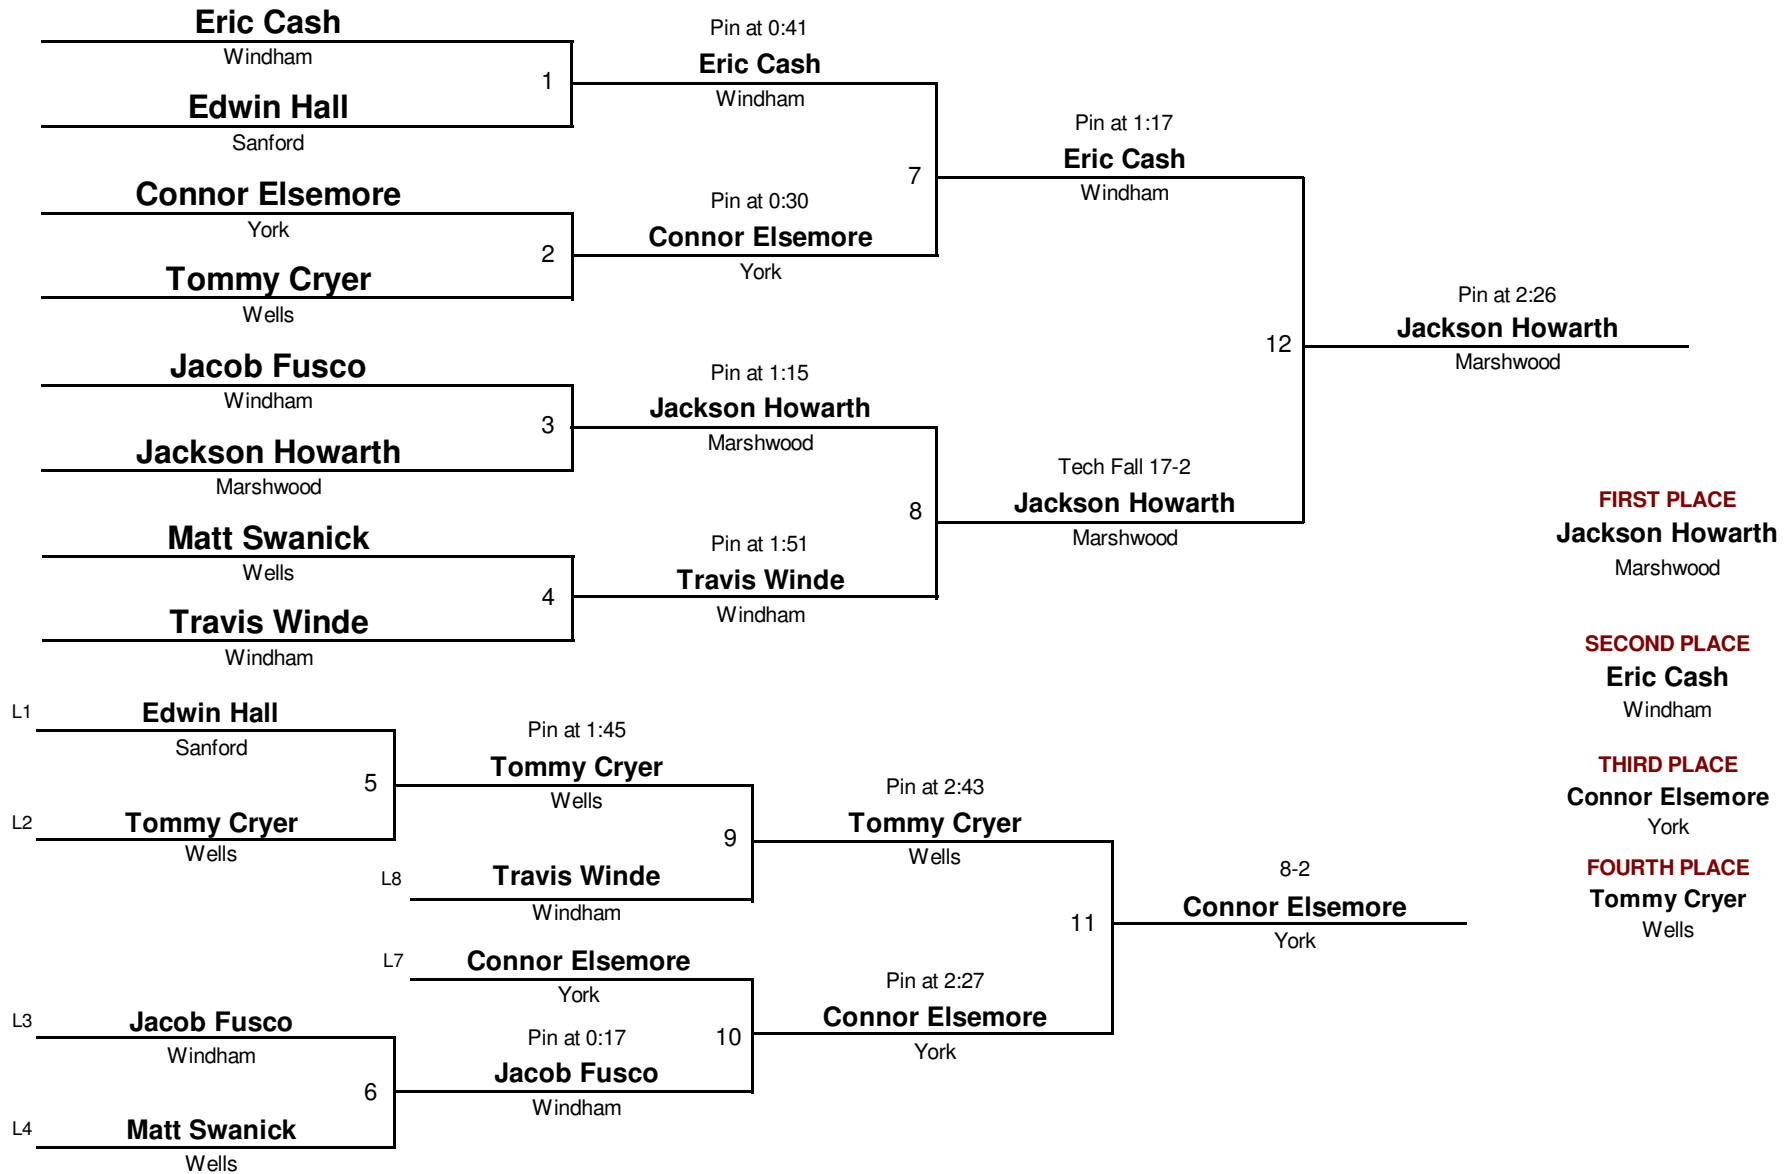 Eric Cash
Windham
1
Edwin Hall
Sanford
Connor Elsemore
York
2
Tommy Cryer
Wells
Jacob Fusco
Windham
3
Jackson Howarth
Marshwood
Matt Swanick
Wells
4
Travis Winde
Windham
Pin at 0:41
Eric Cash
Windham
7
Pin at 0:30
Connor Elsemore
York
Pin at 1:15
Jackson Howarth
Marshwood
8
Pin at 1:51
Travis Winde
Windham
Pin at 1:17
Eric Cash
Windham
12
Tech Fall 17-2
Jackson Howarth
Marshwood
Pin at 2:26
Jackson Howarth
Marshwood
FIRST PLACE
Jackson Howarth
Marshwood
SECOND PLACE
Eric Cash
Windham
THIRD PLACE
Connor Elsemore
York
FOURTH PLACE
Tommy Cryer
Wells
L1
Edwin Hall
Sanford
5
L2
Tommy Cryer
Wells
L3
Jacob Fusco
Windham
6
L4
Matt Swanick
Wells
Pin at 1:45
Tommy Cryer
Wells
9
L8
Travis Winde
Windham
L7
Connor Elsemore
York
10
Pin at 0:17
Jacob Fusco
Windham
Pin at 2:43
Tommy Cryer
Wells
11
Pin at 2:27
Connor Elsemore
York
8-2
Connor Elsemore
York